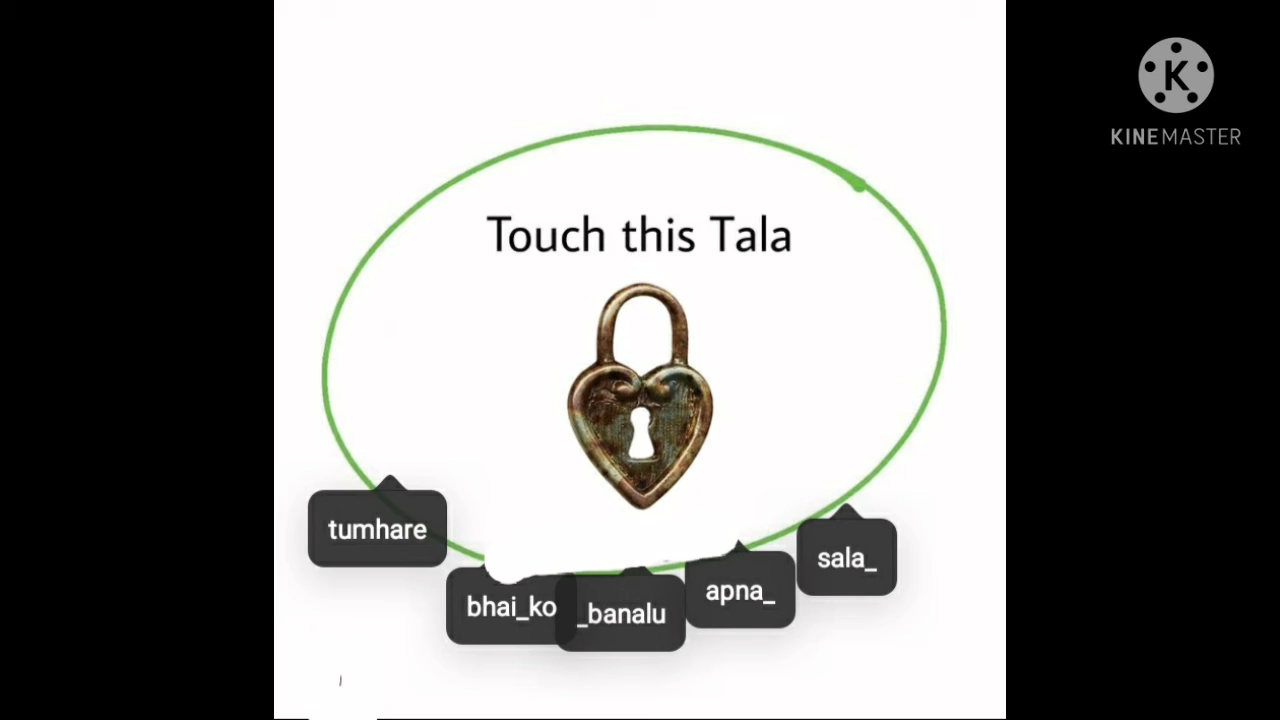 KINEMASTER
Touch this Tala
tumhare
bhai_ko
_banalu
apna_
sala_